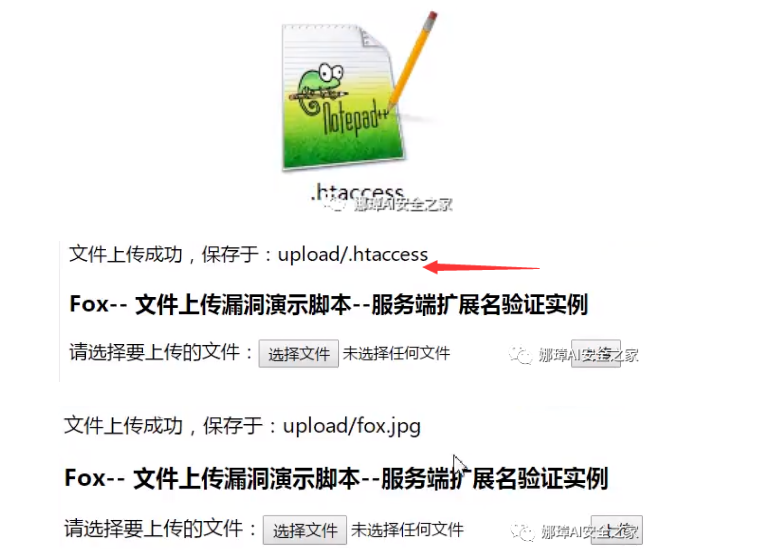 Notepad++
.htaccess
娜璋AI安全之家
文件上传成功，保存于：upload/.htaccess
Fox-- 文件上传漏洞演示脚本--服务端扩展名验证实例
请选择要上传的文件：选择文件 未选择任何文件 娜璋AI安全之家 上传
文件上传成功，保存于：upload/fox.jpg
Fox-- 文件上传漏洞演示脚本--服务端扩展名验证实例
请选择要上传的文件：选择文件 未选择任何文件 娜璋AI安全之家 上传